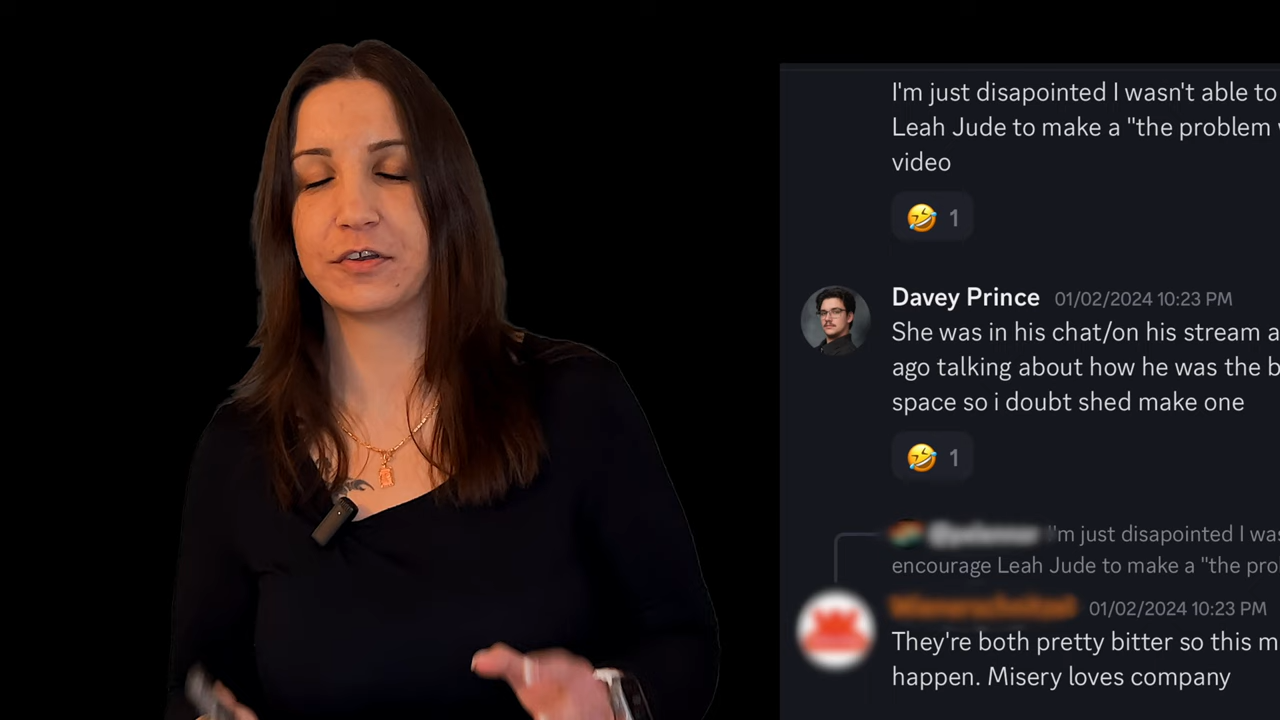 I'm just disapointed I wasn't able to
Leah Jude to make a "the problem
video
🤣 1
Davey Prince 01/02/2024 10:23 PM
She was in his chat/on his stream a
ago talking about how he was the b
space so i doubt shed make one
🤣 1
I'm just disapointed I was
encourage Leah Jude to make a "the pro
01/02/2024 10:23 PM
They're both pretty bitter so this m
happen. Misery loves company